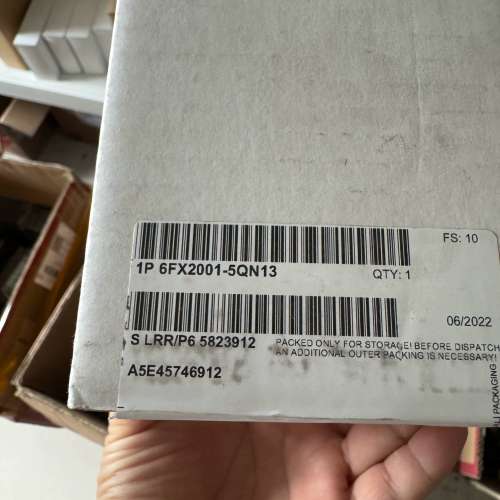 FS: 10
1P 6FX2001-5QN13
QTY: 1
06/2022
S LRR/P6 5823912
PACKED ONLY FOR STORAGE! BEFORE DISPATCH
AN ADDITIONAL OUTER PACKING IS NECESSARY!
A5E45746912
PACKAGING